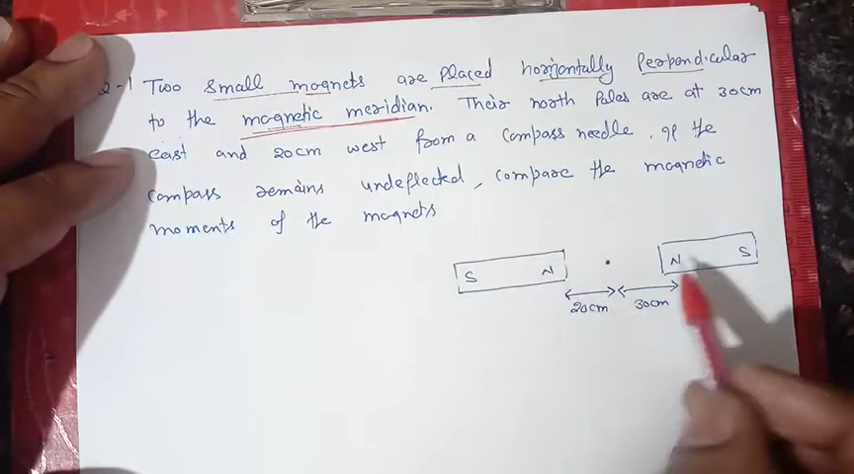 -1 Two small magnets are placed horizontally Perpendicular
to the magnetic meridian. Their north Poles are at 30cm
east and 20cm west from a compass needle. If the
compass remains undeflected, compare the magnetic
moments of the magnets
S N N S
20cm 30cm